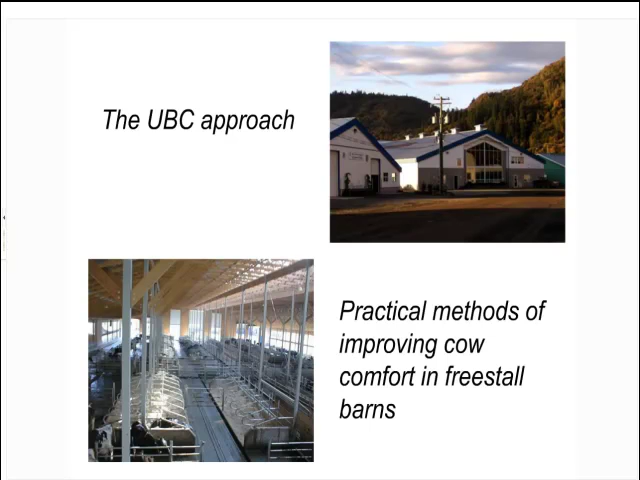 The UBC approach
Practical methods of
improving cow
comfort in freestall
barns